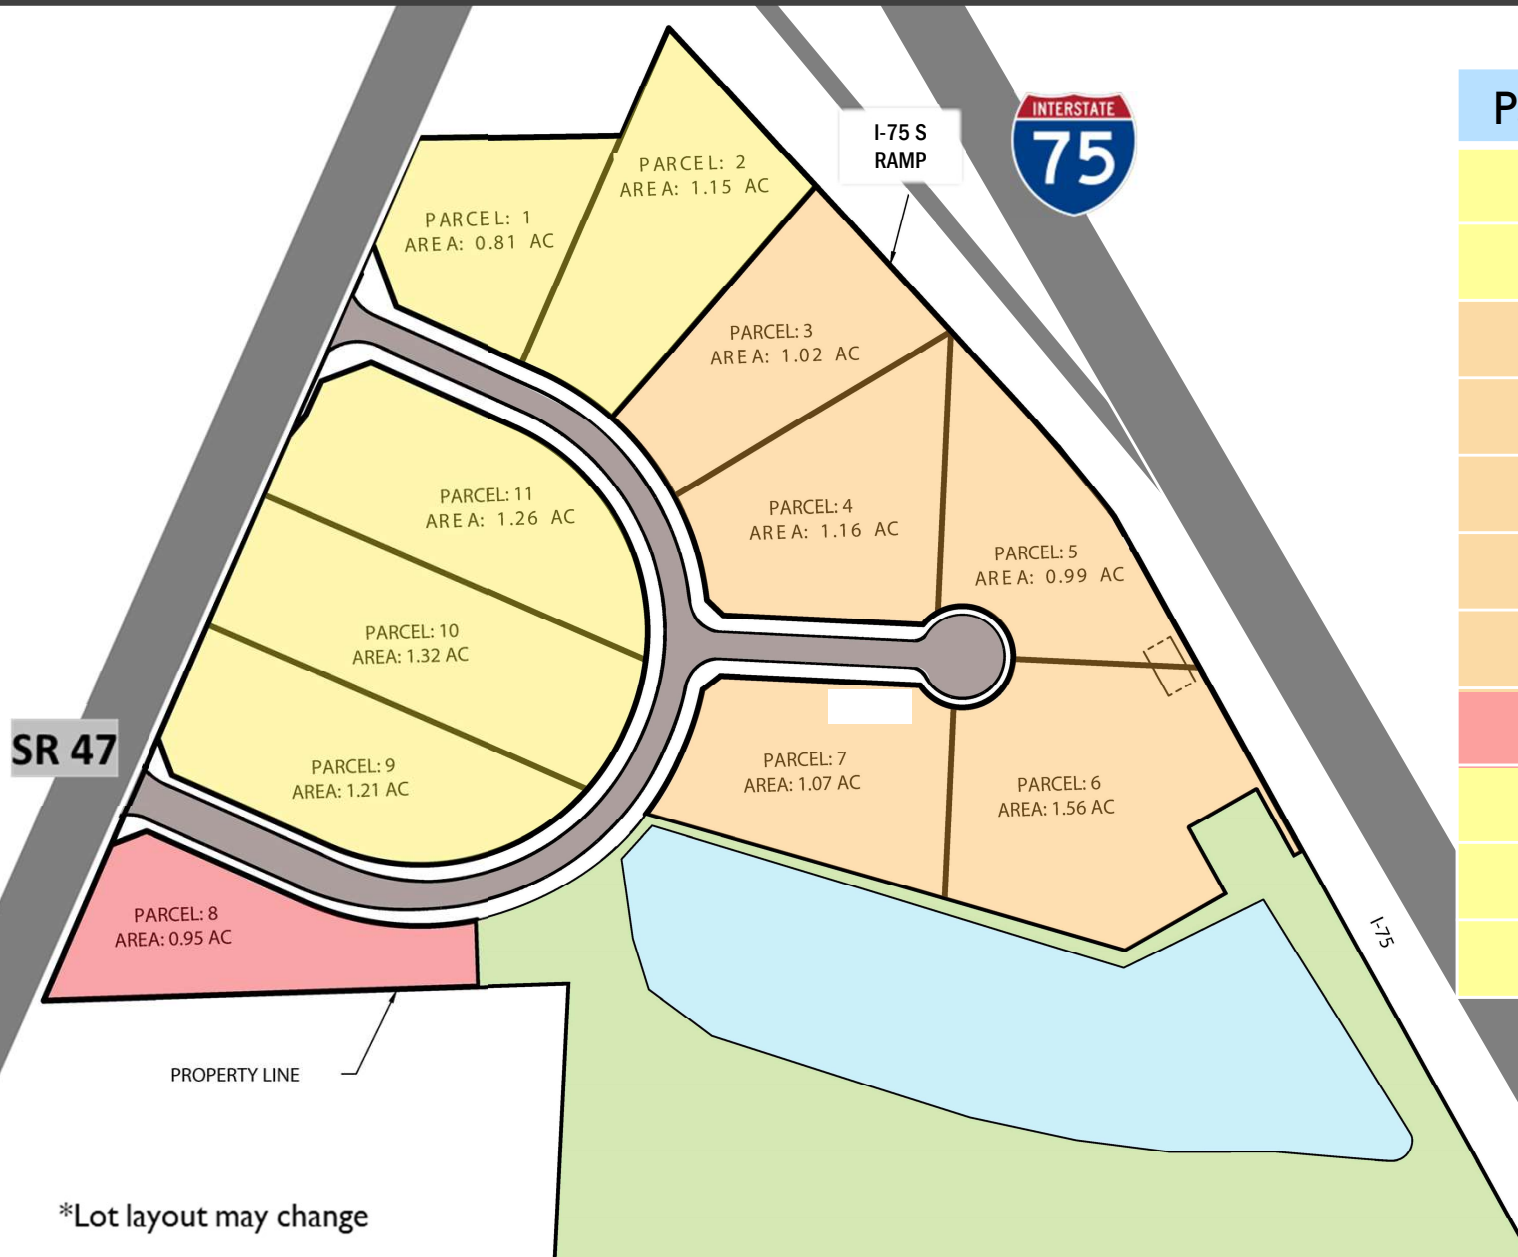 INTERSTATE
75
I-75 S
RAMP
P
PARCEL: 2
AREA: 1.15 AC
PARCEL: 1
AREA: 0.81 AC
PARCEL: 3
AREA: 1.02 AC
PARCEL: 11
AREA: 1.26 AC
PARCEL: 4
AREA: 1.16 AC
PARCEL: 5
AREA: 0.99 AC
PARCEL: 10
AREA: 1.32 AC
SR 47
PARCEL: 9
AREA: 1.21 AC
PARCEL: 7
AREA: 1.07 AC
PARCEL: 6
AREA: 1.56 AC
PARCEL: 8
AREA: 0.95 AC
I-75
PROPERTY LINE
*Lot layout may change